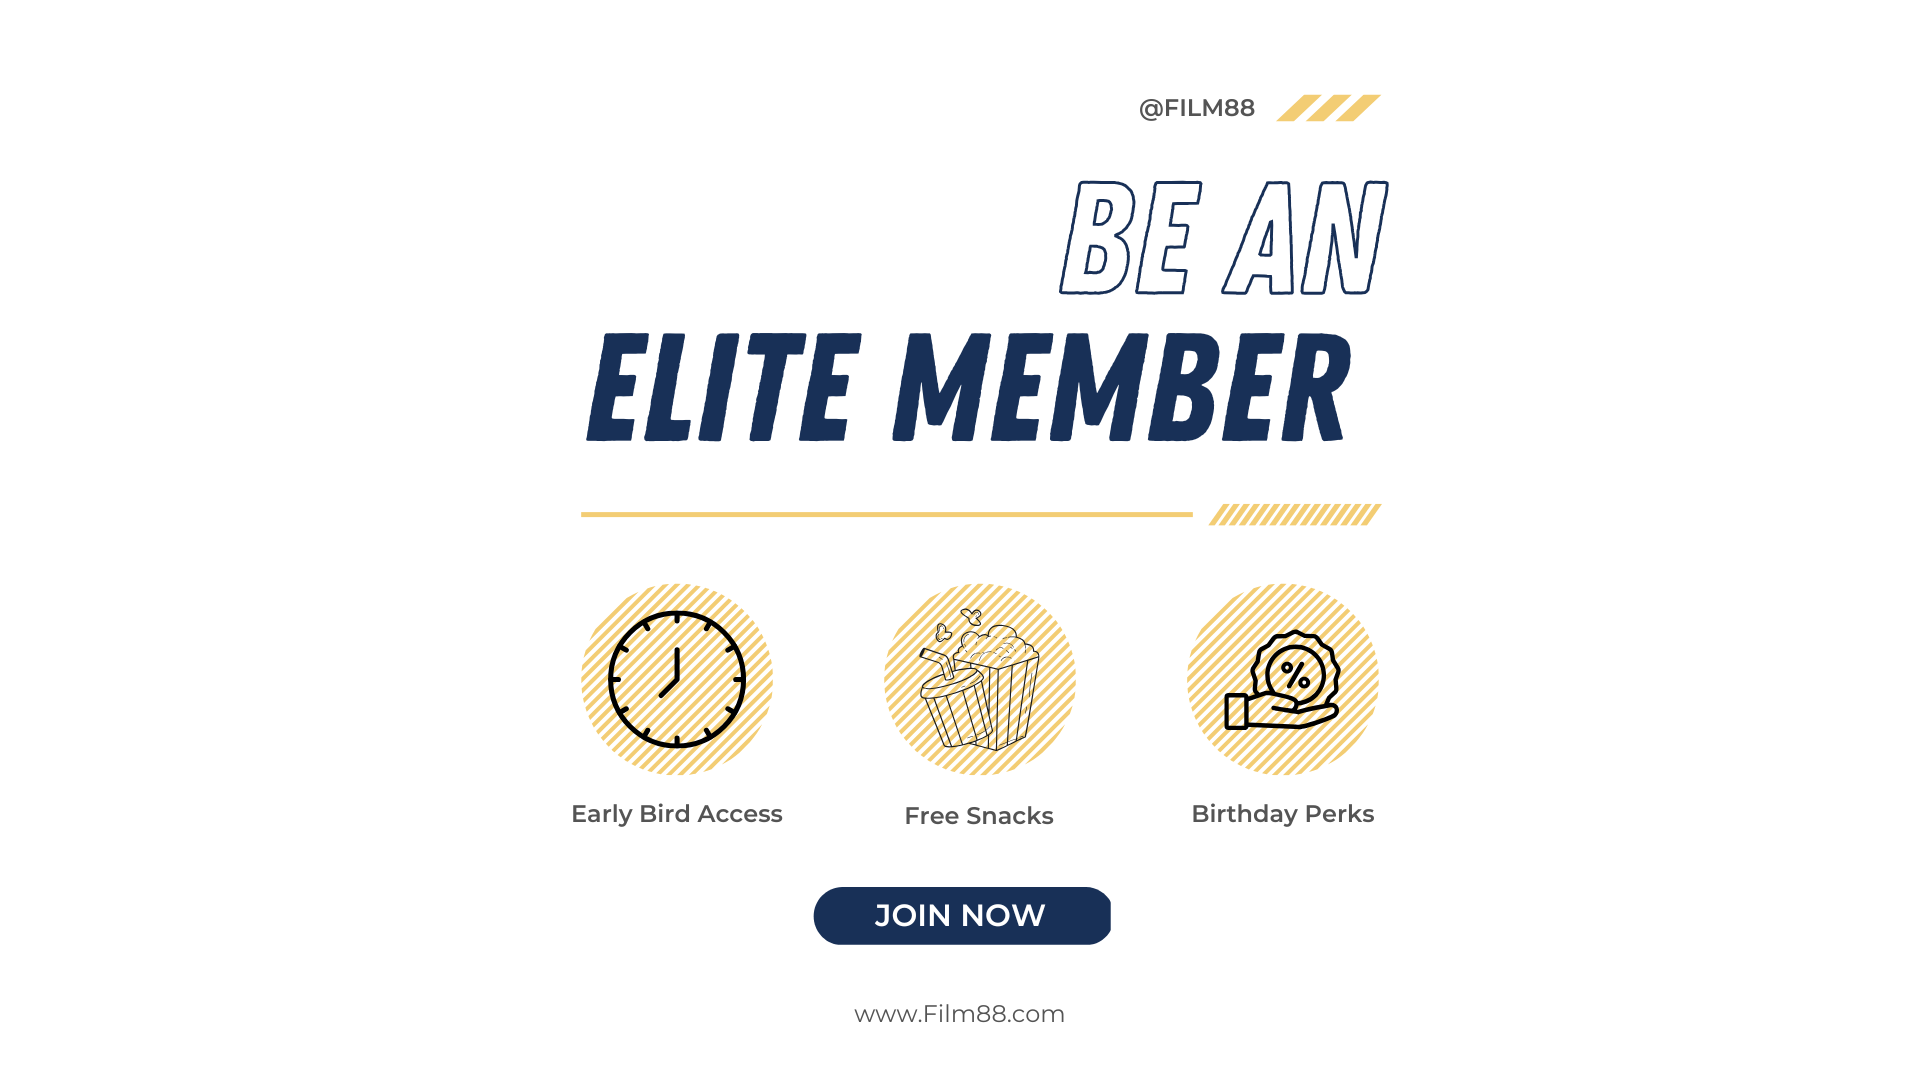 @FILM88
BE AN
ELITE MEMBER
%
Early Bird Access
Free Snacks
Birthday Perks
JOIN NOW
www.Film88.com